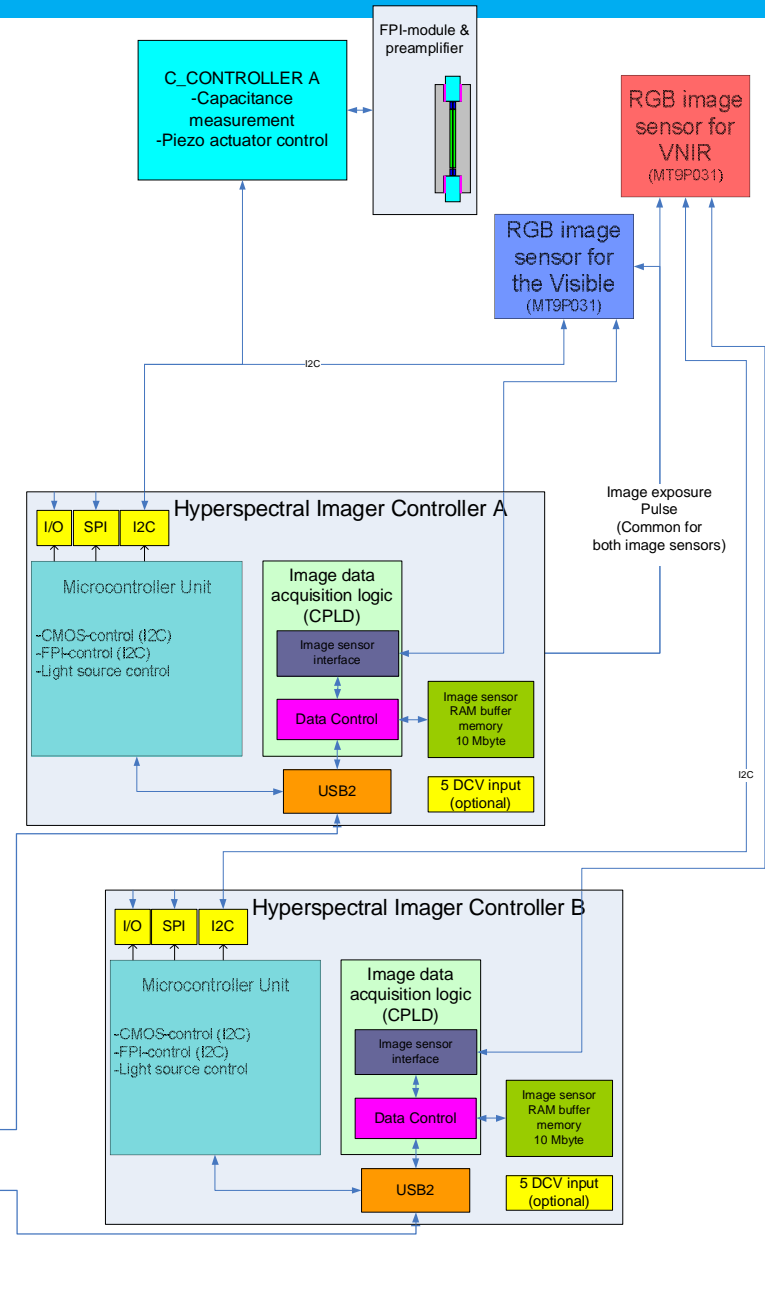 FPI-module &
preamplifier
C_CONTROLLER A
-Capacitance
measurement
-Piezo actuator control
RGB image
sensor for
VNIR
(MT9P031)
RGB image
sensor for
the Visible
(MT9P031)
I2C
Image exposure
Pulse
(Common for
both image sensors)
Hyperspectral Imager Controller A
I/O
SPI
I2C
Microcontroller Unit
-CMOS-control (I2C)
-FPI-control (I2C)
-Light source control
Image data
acquisition logic
(CPLD)
Image sensor
interface
Data Control
Image sensor
RAM buffer
memory
10 Mbyte
USB2
5 DCV input
(optional)
I2C
Hyperspectral Imager Controller B
I/O
SPI
I2C
Microcontroller Unit
-CMOS-control (I2C)
-FPI-control (I2C)
-Light source control
Image data
acquisition logic
(CPLD)
Image sensor
interface
Data Control
Image sensor
RAM buffer
memory
10 Mbyte
USB2
5 DCV input
(optional)